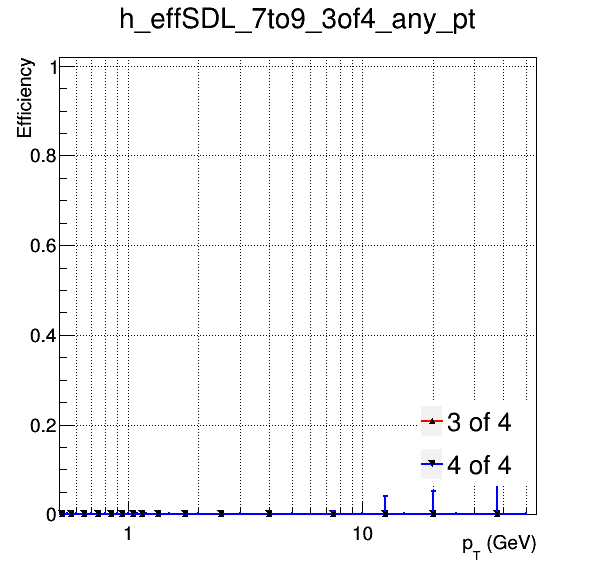 h_effSDL_7to9_3of4_any_pt
Efficiency
1
0.8
0.6
0.4
0.2
0
3 of 4
4 of 4
1
10
p_T (GeV)